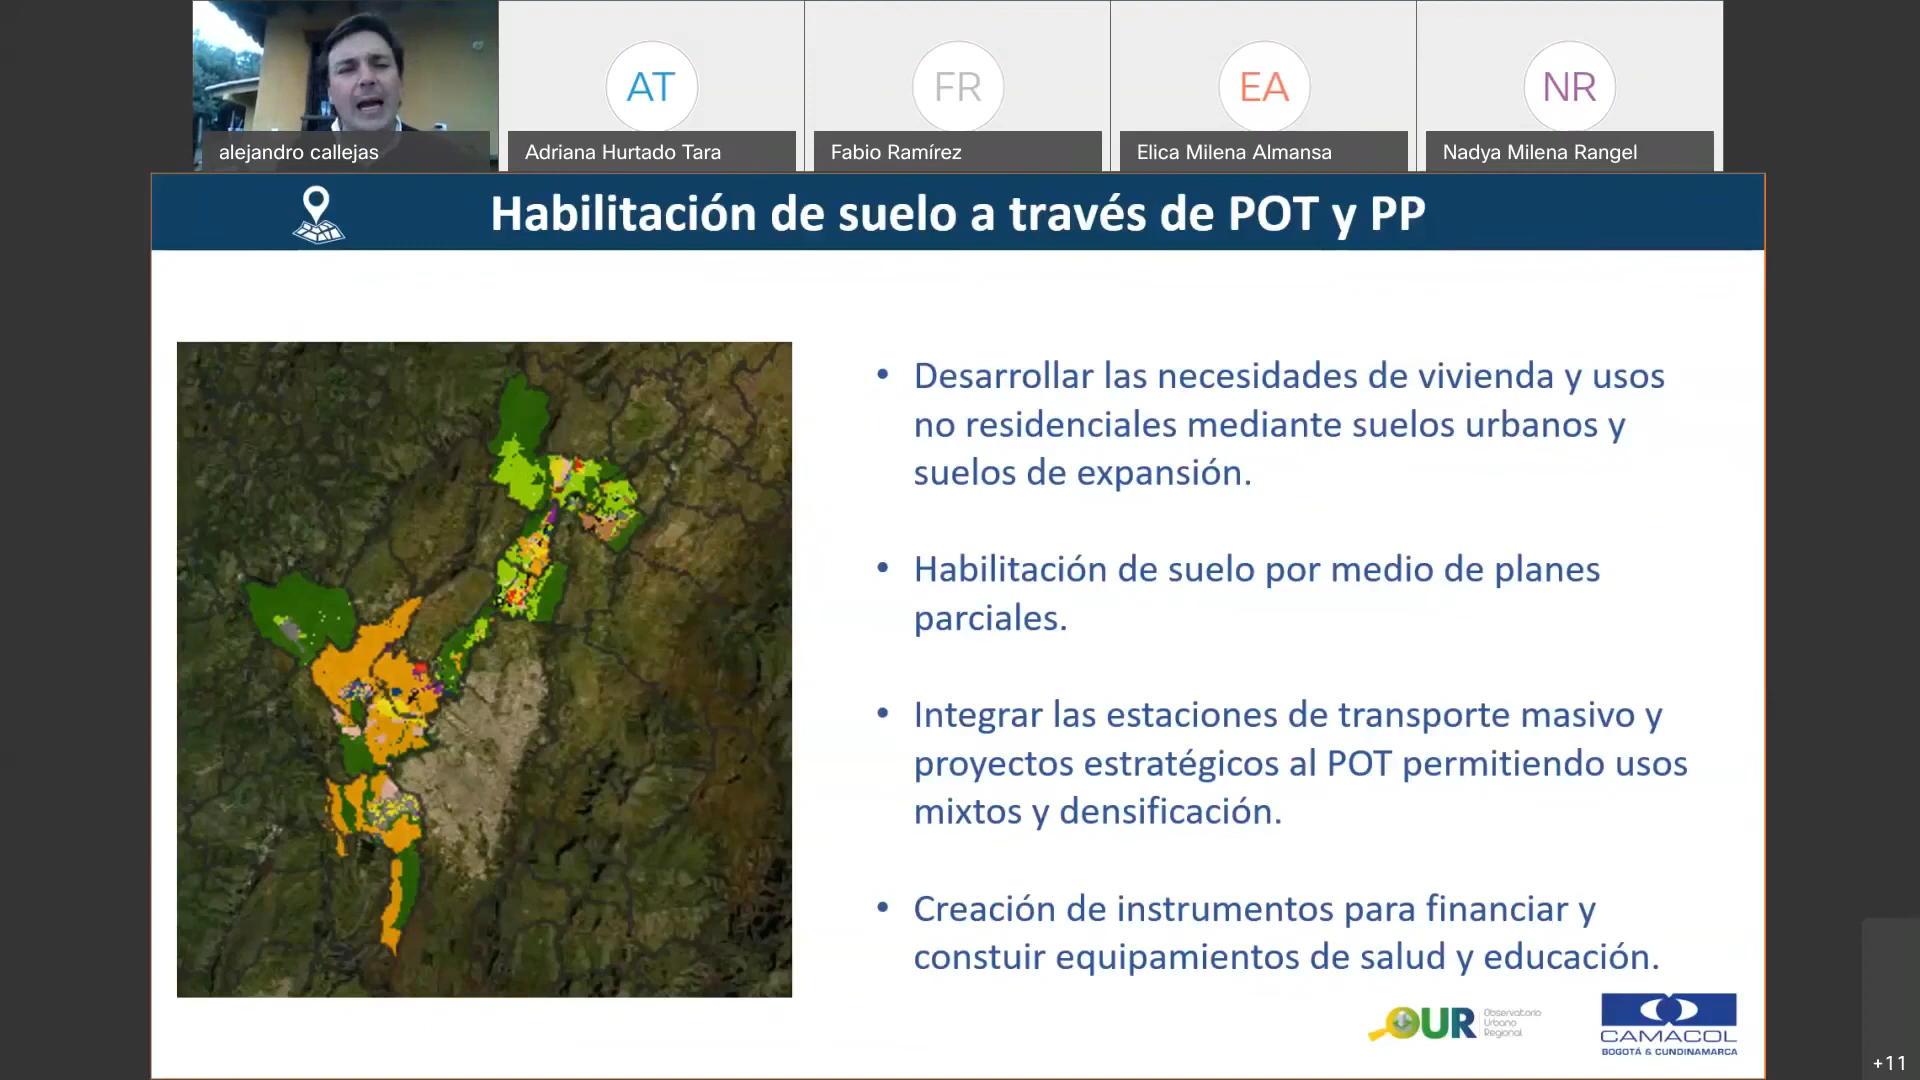 AT
FR
EA
NR
alejandro callejas
Adriana Hurtado Tara
Fabio Ramírez
Elica Milena Almansa
Nadya Milena Rangel
Habilitación de suelo a través de POT y PP
• Desarrollar las necesidades de vivienda y usos
no residenciales mediante suelos urbanos y
suelos de expansión.
• Habilitación de suelo por medio de planes
parciales.
• Integrar las estaciones de transporte masivo y
proyectos estratégicos al POT permitiendo usos
mixtos y densificación.
• Creación de instrumentos para financiar y
constuir equipamientos de salud y educación.
OUR
Observatorio
Urbano
Regional
CAMACOL
BOGOTÁ & CUNDINAMARCA
+11